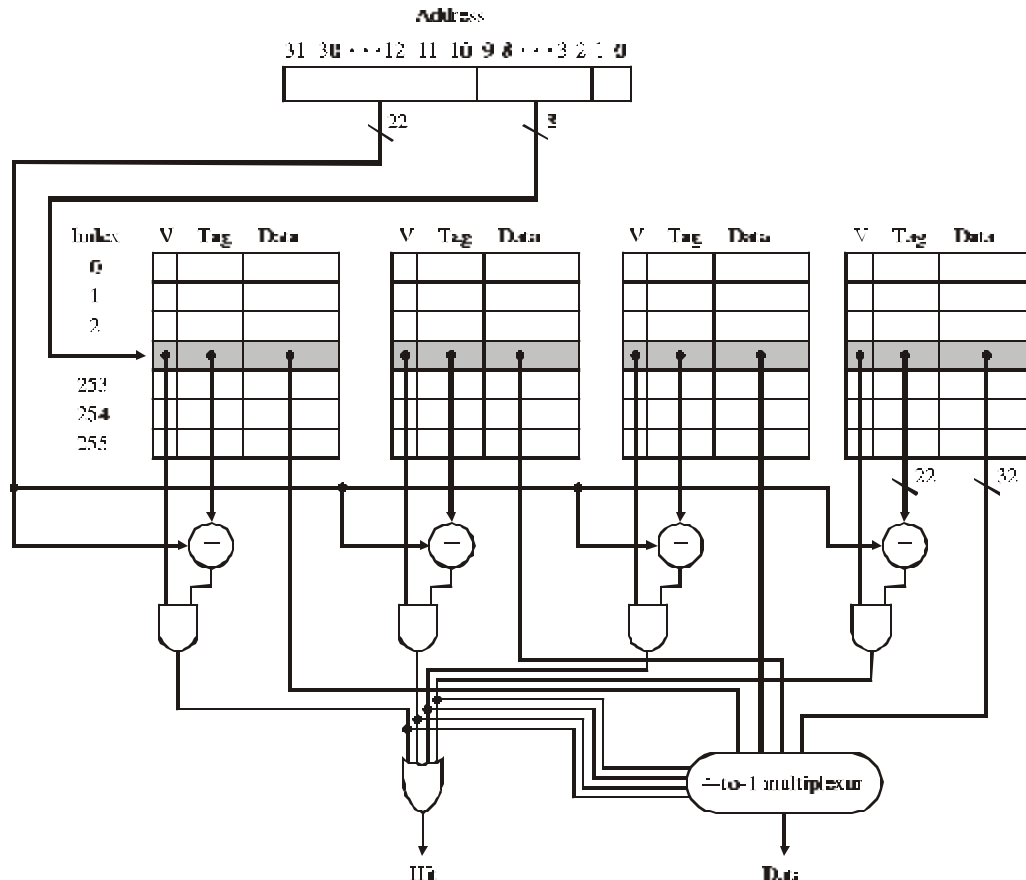 Address
31 30 · · · 12 11 10 9 8 · · · 3 2 1 0
22 8
Index V Tag Data V Tag Data V Tag Data V Tag Data
0
1
2
253
254
255
22 32
4-to-1 multiplexor
Hit Data